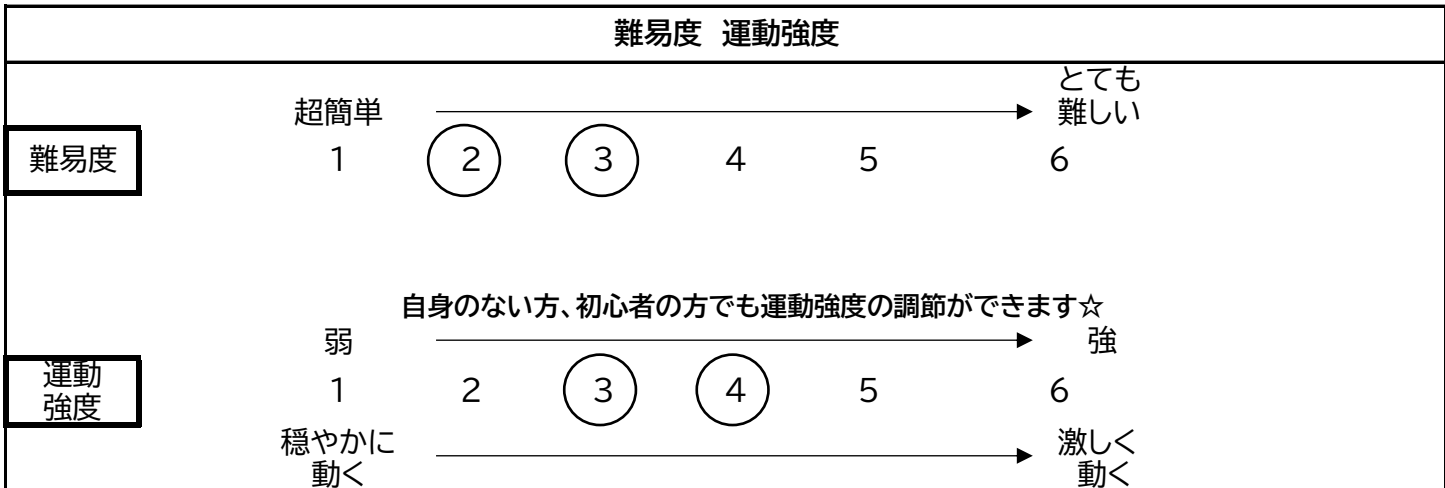 難易度 運動強度
超簡単
とても
難しい
難易度
1 2 3 4 5 6
自身のない方、初心者の方でも運動強度の調節ができます☆
弱 強
運動
強度
1 2 3 4 5 6
穏やかに
動く
激しく
動く